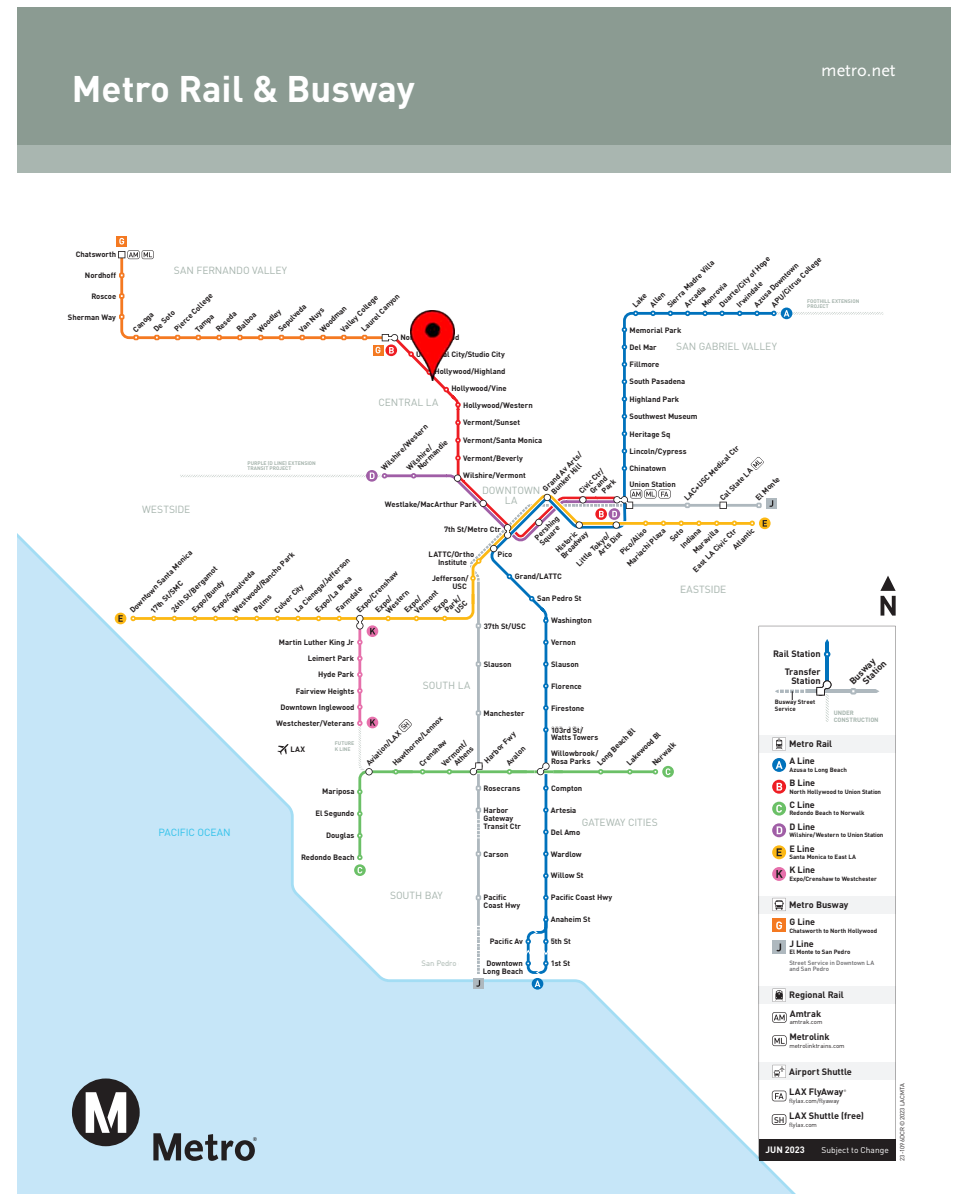 Metro Rail & Busway
metro.net
G
Chatsworth
AM
ML
Nordhoff
Roscoe
Sherman Way
SAN FERNANDO VALLEY
Canoga
De Soto
Pierce College
Tampa
Reseda
Balboa
Woodley
Sepulveda
Van Nuys
Woodman
Valley College
Laurel Canyon
G
B
City/Studio City
Hollywood/Highland
Hollywood/Vine
Hollywood/Western
Vermont/Sunset
Vermont/Santa Monica
Vermont/Beverly
Wilshire/Vermont
CENTRAL LA
PURPLE (D LINE) EXTENSION
TRANSIT PROJECT
D
Wilshire/Western
Wilshire/
Normandie
WESTSIDE
Westlake/MacArthur Park
7th St/Metro Ctr
DOWNTOWN
LA
Grand Av Arts/
Bunker Hill
Civic Ctr/
Grand
Park
Pershing
Square
Historic
Broadway
Little Tokyo/
Arts Dist
B
D
Lake
Allen
Sierra Madre Villa
Arcadia
Monrovia
Duarte/City of Hope
Irwindale
Azusa Downtown
APU/Citrus College
A
FOOTHILL EXTENSION
PROJECT
SAN GABRIEL VALLEY
Memorial Park
Del Mar
Fillmore
South Pasadena
Highland Park
Southwest Museum
Heritage Sq
Lincoln/Cypress
Chinatown
Union Station
AM
ML
FA
LAC+USC Medical Ctr
Cal State LA
ML
El Monte
J
Pico/Aliso
Mariachi Plaza
Soto
Indiana
Maravilla
East LA Civic Ctr
Atlantic
E
EASTSIDE
LATTC/Ortho
Institute
Pico
Jefferson/
USC
Grand/LATTC
San Pedro St
Washington
Vernon
Slauson
Florence
Firestone
103rd St/
Watts Towers
Willowbrook/
Rosa Parks
Compton
Artesia
Del Amo
Wardlow
Willow St
Pacific Coast Hwy
Anaheim St
Pacific Av
5th St
Downtown
Long Beach
1st St
A
E
Downtown Santa Monica
17th St/SMC
26th St/Bergamot
Expo/Bundy
Expo/Sepulveda
Westwood/Rancho Park
Palms
Culver City
La Cienega/Jefferson
Expo/La Brea
Farmdale
Expo/Crenshaw
Expo/
Western
Expo/
Vermont
Expo
Park/
USC
K
Martin Luther King Jr
Leimert Park
Hyde Park
Fairview Heights
Downtown Inglewood
Westchester/Veterans
K
LAX
FUTURE
K LINE
SOUTH LA
37th St/USC
Slauson
Manchester
Aviation/LAX
SH
Hawthorne/Lennox
Crenshaw
Vermont/
Athens
Harbor Fwy
Avalon
Long Beach Bl
Lakewood Bl
Norwalk
C
Mariposa
El Segundo
Douglas
Redondo Beach
C
Rosecrans
Harbor
Gateway
Transit Ctr
Carson
Pacific
Coast Hwy
GATEWAY CITIES
SOUTH BAY
San Pedro
J
PACIFIC OCEAN
N
Rail Station
Transfer
Station
Busway
Station
Busway Street
Service
UNDER
CONSTRUCTION
Metro Rail
A
A Line
Azusa to Long Beach
B
B Line
North Hollywood to Union Station
C
C Line
Redondo Beach to Norwalk
D
D Line
Wilshire/Western to Union Station
E
E Line
Santa Monica to East LA
K
K Line
Expo/Crenshaw to Westchester
Metro Busway
G
G Line
Chatsworth to North Hollywood
J
J Line
El Monte to San Pedro
Street Service in Downtown LA
and San Pedro
Regional Rail
AM
Amtrak
amtrak.com
ML
Metrolink
metrolinktrains.com
Airport Shuttle
FA
LAX FlyAway®
flylax.com/flyaway
SH
LAX Shuttle (free)
flylax.com
JUN 2023 Subject to Change
©2023 LACMTA
M
Metro